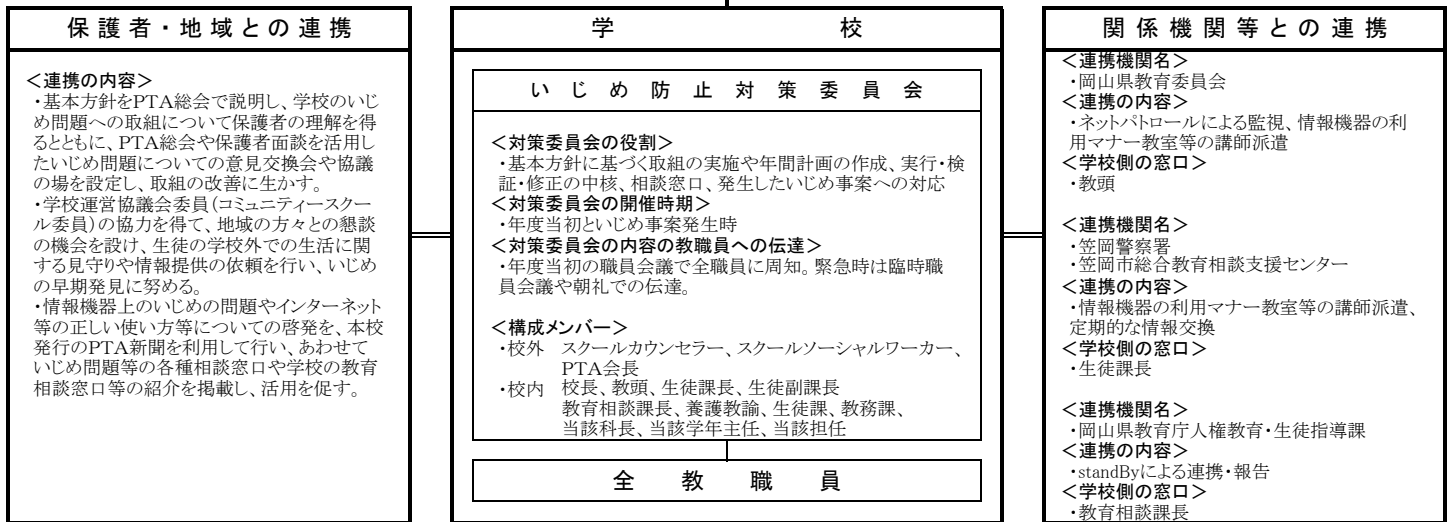 保護者・地域との連携
＜連携の内容＞
・基本方針をPTA総会で説明し、学校のいじ
め問題への取組について保護者の理解を得
るとともに、PTA総会や保護者面談を活用し
たいじめ問題についての意見交換会や協議
の場を設定し、取組の改善に生かす。
・学校運営協議会委員(コミュニティースクー
ル委員)の協力を得て、地域の方々との懇談
の機会を設け、生徒の学校外での生活に関
する見守りや情報提供の依頼を行い、いじめ
の早期発見に努める。
・情報機器上のいじめの問題やインターネット
等の正しい使い方等についての啓発を、本校
発行のPTA新聞を利用して行い、あわせて
いじめ問題等の各種相談窓口や学校の教育
相談窓口等の紹介を掲載し、活用を促す。
学校
いじめ防止対策委員会
＜対策委員会の役割＞
・基本方針に基づく取組の実施や年間計画の作成、実行・検
証・修正の中核、相談窓口、発生したいじめ事案への対応
＜対策委員会の開催時期＞
・年度当初といじめ事案発生時
＜対策委員会の内容の教職員への伝達＞
・年度当初の職員会議で全職員に周知。緊急時は臨時職
員会議や朝礼での伝達。
＜構成メンバー＞
・校外 スクールカウンセラー、スクールソーシャルワーカー、
PTA会長
・校内 校長、教頭、生徒課長、生徒副課長
教育相談課長、養護教諭、生徒課、教務課、
当該科長、当該学年主任、当該担任
全教職員
関係機関等との連携
＜連携機関名＞
・岡山県教育委員会
＜連携の内容＞
・ネットパトロールによる監視、情報機器の利
用マナー教室等の講師派遣
＜学校側の窓口＞
・教頭
＜連携機関名＞
・笠岡警察署
・笠岡市総合教育相談支援センター
＜連携の内容＞
・情報機器の利用マナー教室等の講師派遣、
定期的な情報交換
＜学校側の窓口＞
・生徒課長
＜連携機関名＞
・岡山県教育庁人権教育・生徒指導課
＜連携の内容＞
・standByによる連携・報告
＜学校側の窓口＞
・教育相談課長